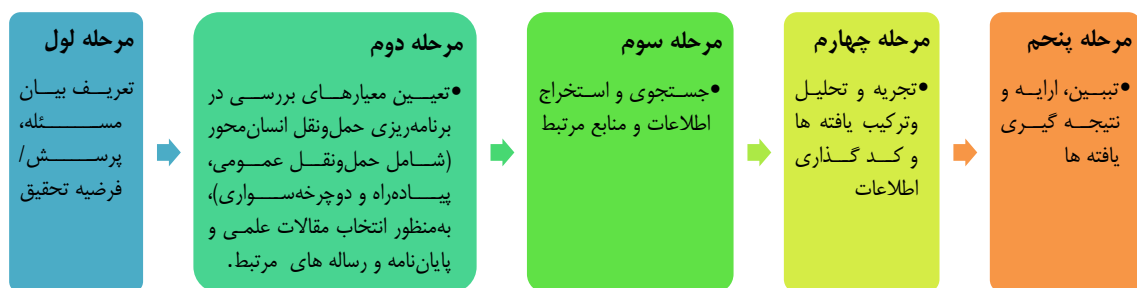 مرحله لول
تعریف بیان
مسئله،
پرسش/
فرضیه تحقیق
مرحله دوم
•تعیین معیارهای بررسی در
برنامه‌ریزی حمل‌ونقل انسان‌محور
(شامل حمل‌ونقل عمومی،
پیاده‌راه و دوچرخه‌سواری)،
به‌منظور انتخاب مقالات علمی و
پایان‌نامه و رساله های مرتبط.
مرحله سوم
•جستجوی و استخراج
اطلاعات و منابع مرتبط
مرحله چهارم
•تجریه و تحلیل
وترکیب یافته ها
و کد گذاری
اطلاعات
مرحله پنحم
•تببین، ارایه و
نتیجه گیری
یافته ها